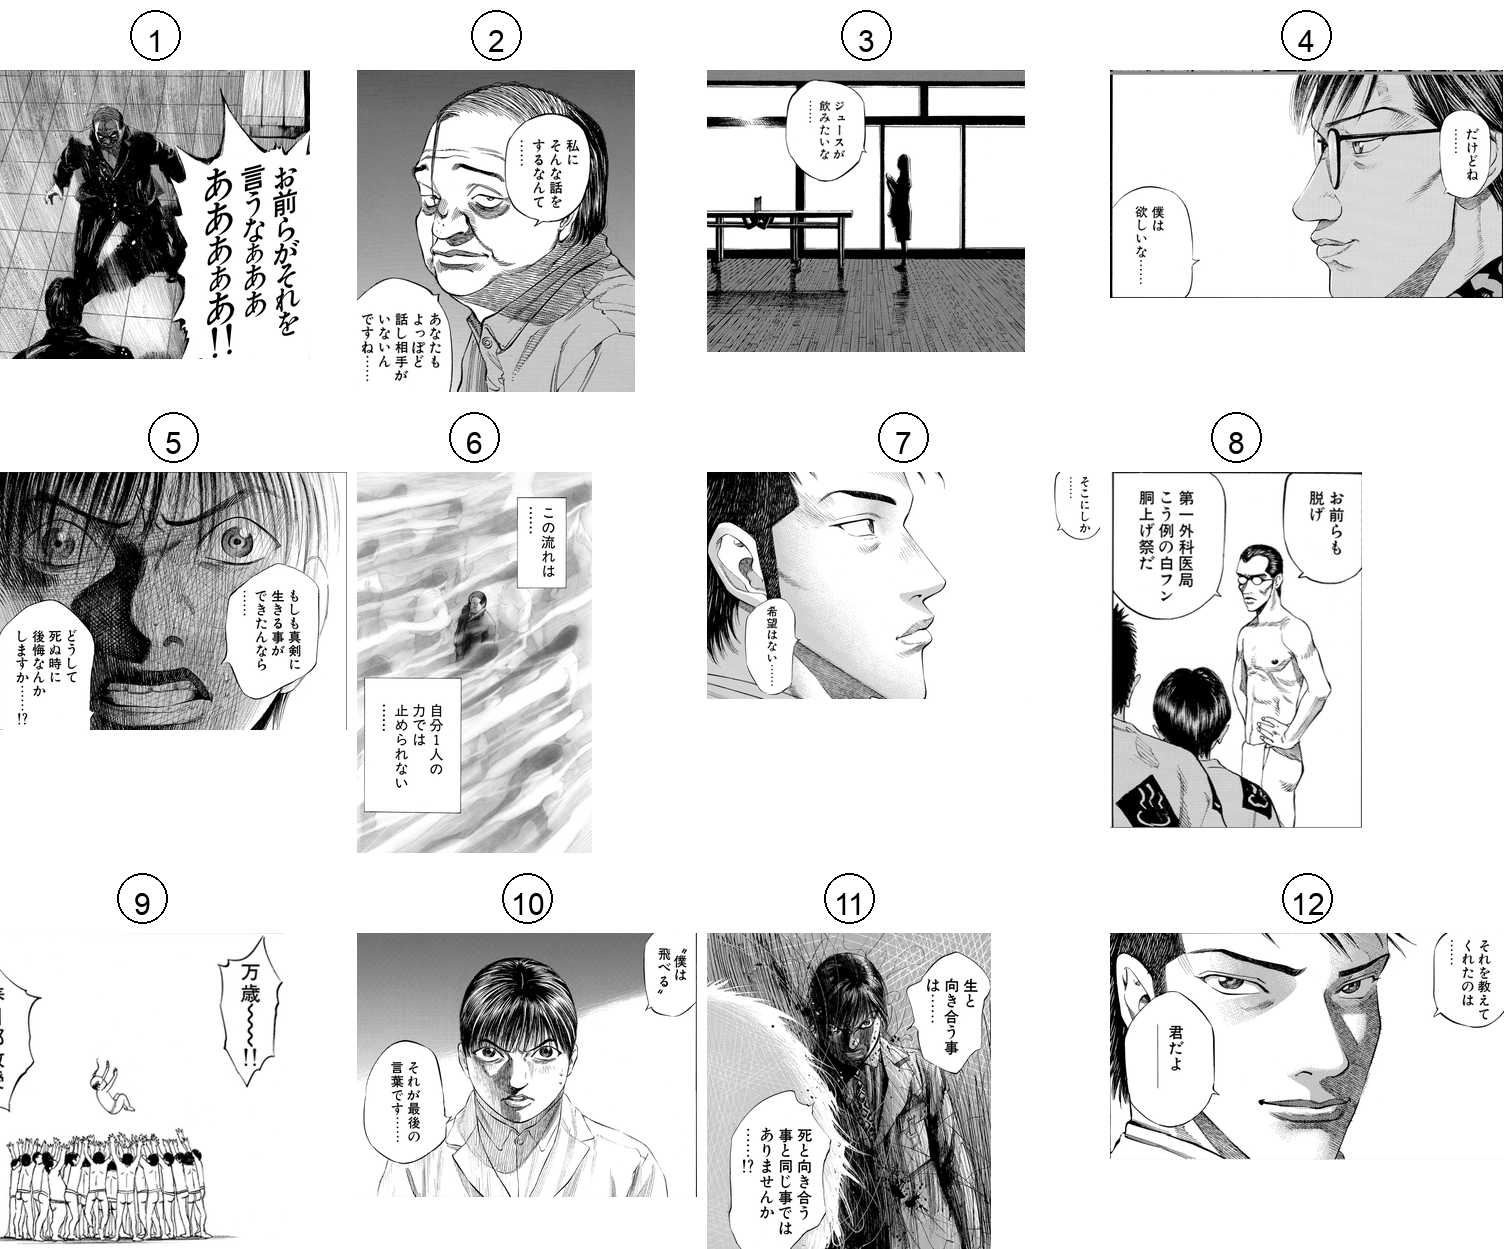 1
お前らがそれを
言うなぁぁぁ
あああぁぁぁ!!
2
私に
そんな話を
するなんて
……
あなたも
よっぽど
話し相手が
いないん
ですね……
3
ジュースが
飲みたいな
……
4
だけどね
……
僕は
欲しいな……
5
もしも真剣に
生きる事が
できたんなら
……
どうして
死ぬ時に
後悔なんか
しますか……!?
6
この流れは
……
自分1人の
力では
止められない
……
7
そこにしか
……
希望はない……
8
お前らも
脱げ
第一外科医局
こう例の白フン
胴上げ祭だ
9
万歳〜〜〜!!
10
〝僕は
飛べる〟
それが最後の
言葉です……
11
生と
向き合う事
は……
死と向き合う
事と同じ事では
ありませんか
……!?
12
それを教えて
くれたのは
……
――君だよ――